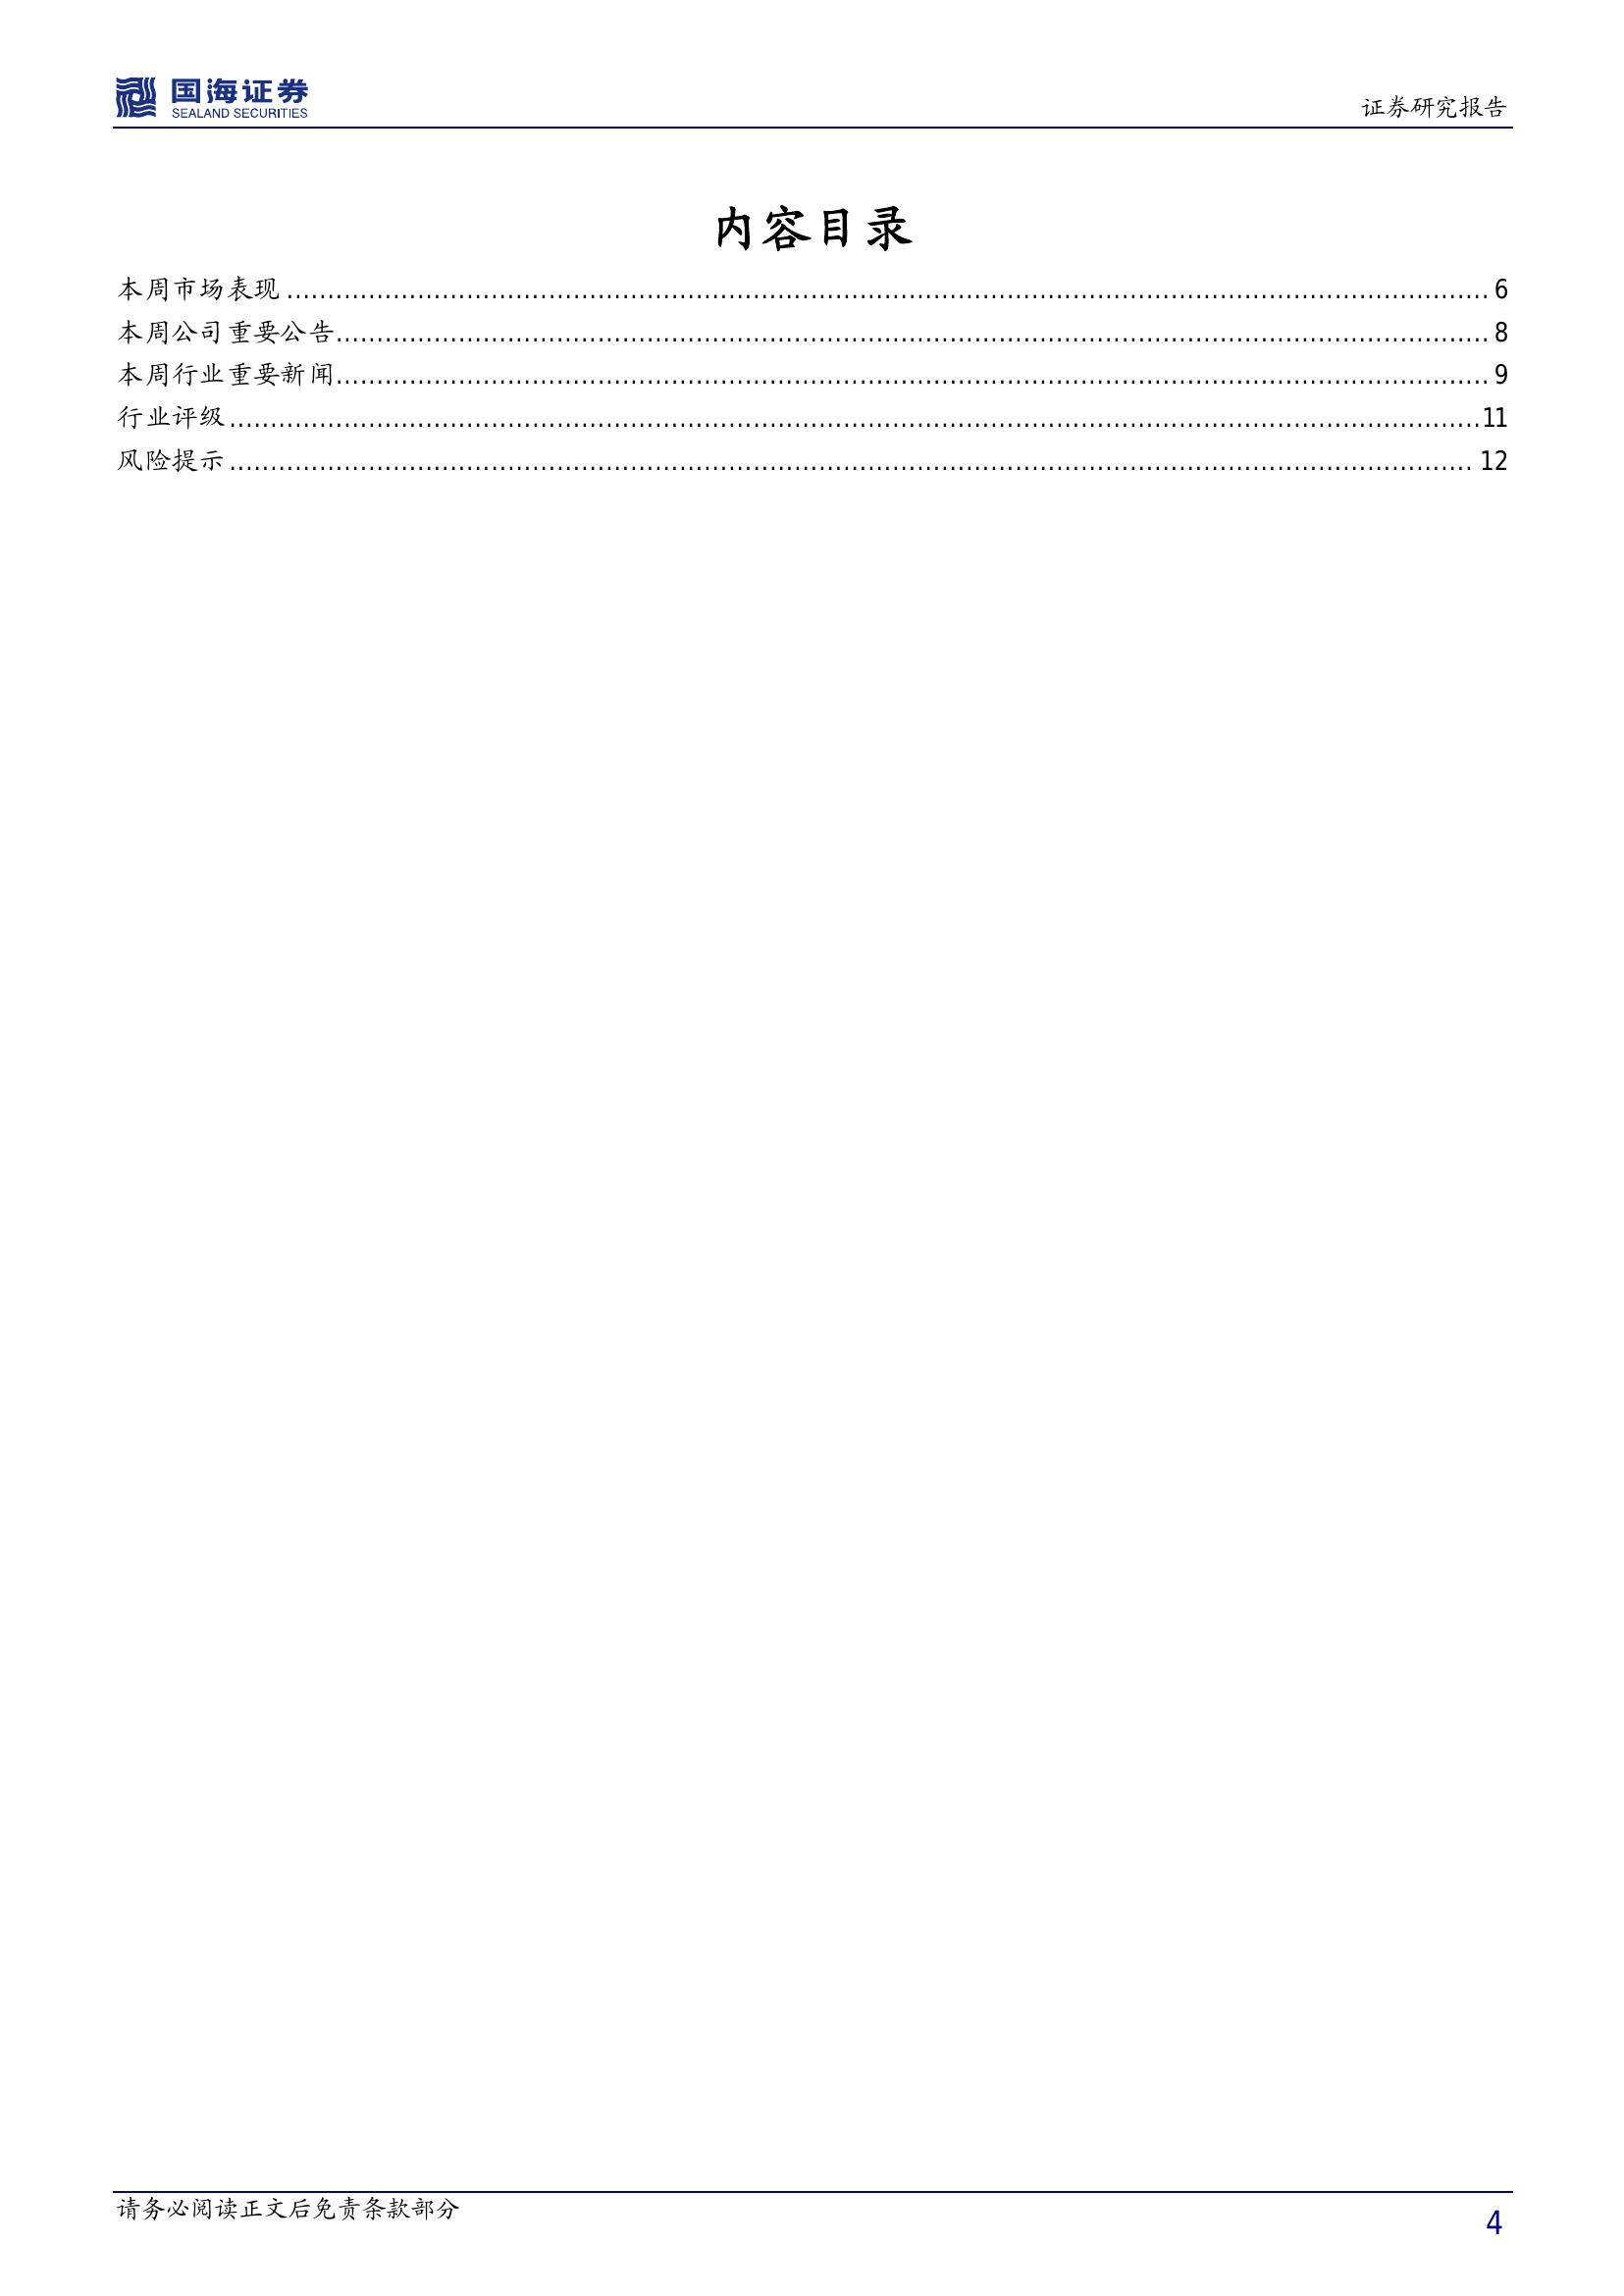 国海证券
SEALAND SECURITIES
证券研究报告
内容目录
本周市场表现 ........................................................................................................ 6
本周公司重要公告 .................................................................................................... 8
本周行业重要新闻 .................................................................................................... 9
行业评级 ............................................................................................................ 11
风险提示 ............................................................................................................ 12
请务必阅读正文后免责条款部分
4